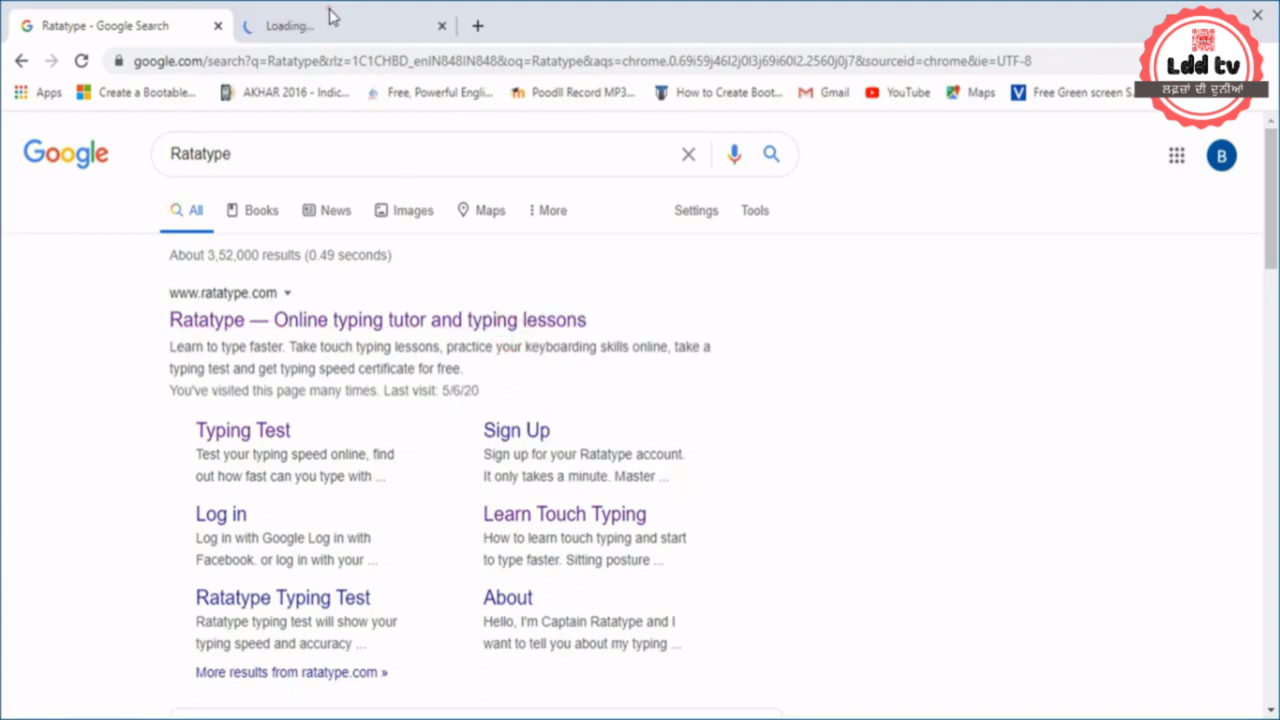 Ratatype - Google Search
Loading...
google.com/search?q=Ratatype&rlz=1C1CHBD_enIN848IN848&oq=Ratatype&aqs=chrome.0.69i59j46l2j0l3j69i60l2.2560j0j7&sourceid=chrome&ie=UTF-8
Apps Create a Bootable... AKHAR 2016 - Indic... Free, Powerful Engli... Poodll Record MP3... How to Create Boot... Gmail YouTube Maps Free Green screen S...
Ldd tv
ਲਫ਼ਜ਼ਾਂ ਦੀ ਦੁਨੀਆਂ
Google
Ratatype
B
All Books News Images Maps More Settings Tools
About 3,52,000 results (0.49 seconds)
www.ratatype.com
Ratatype — Online typing tutor and typing lessons
Learn to type faster. Take touch typing lessons, practice your keyboarding skills online, take a
typing test and get typing speed certificate for free.
You've visited this page many times. Last visit: 5/6/20
Typing Test
Test your typing speed online, find
out how fast can you type with ...
Sign Up
Sign up for your Ratatype account.
It only takes a minute. Master ...
Log in
Log in with Google Log in with
Facebook. or log in with your ...
Learn Touch Typing
How to learn touch typing and start
to type faster. Sitting posture ...
Ratatype Typing Test
Ratatype typing test will show your
typing speed and accuracy ...
About
Hello, I'm Captain Ratatype and I
want to tell you about my typing ...
More results from ratatype.com »